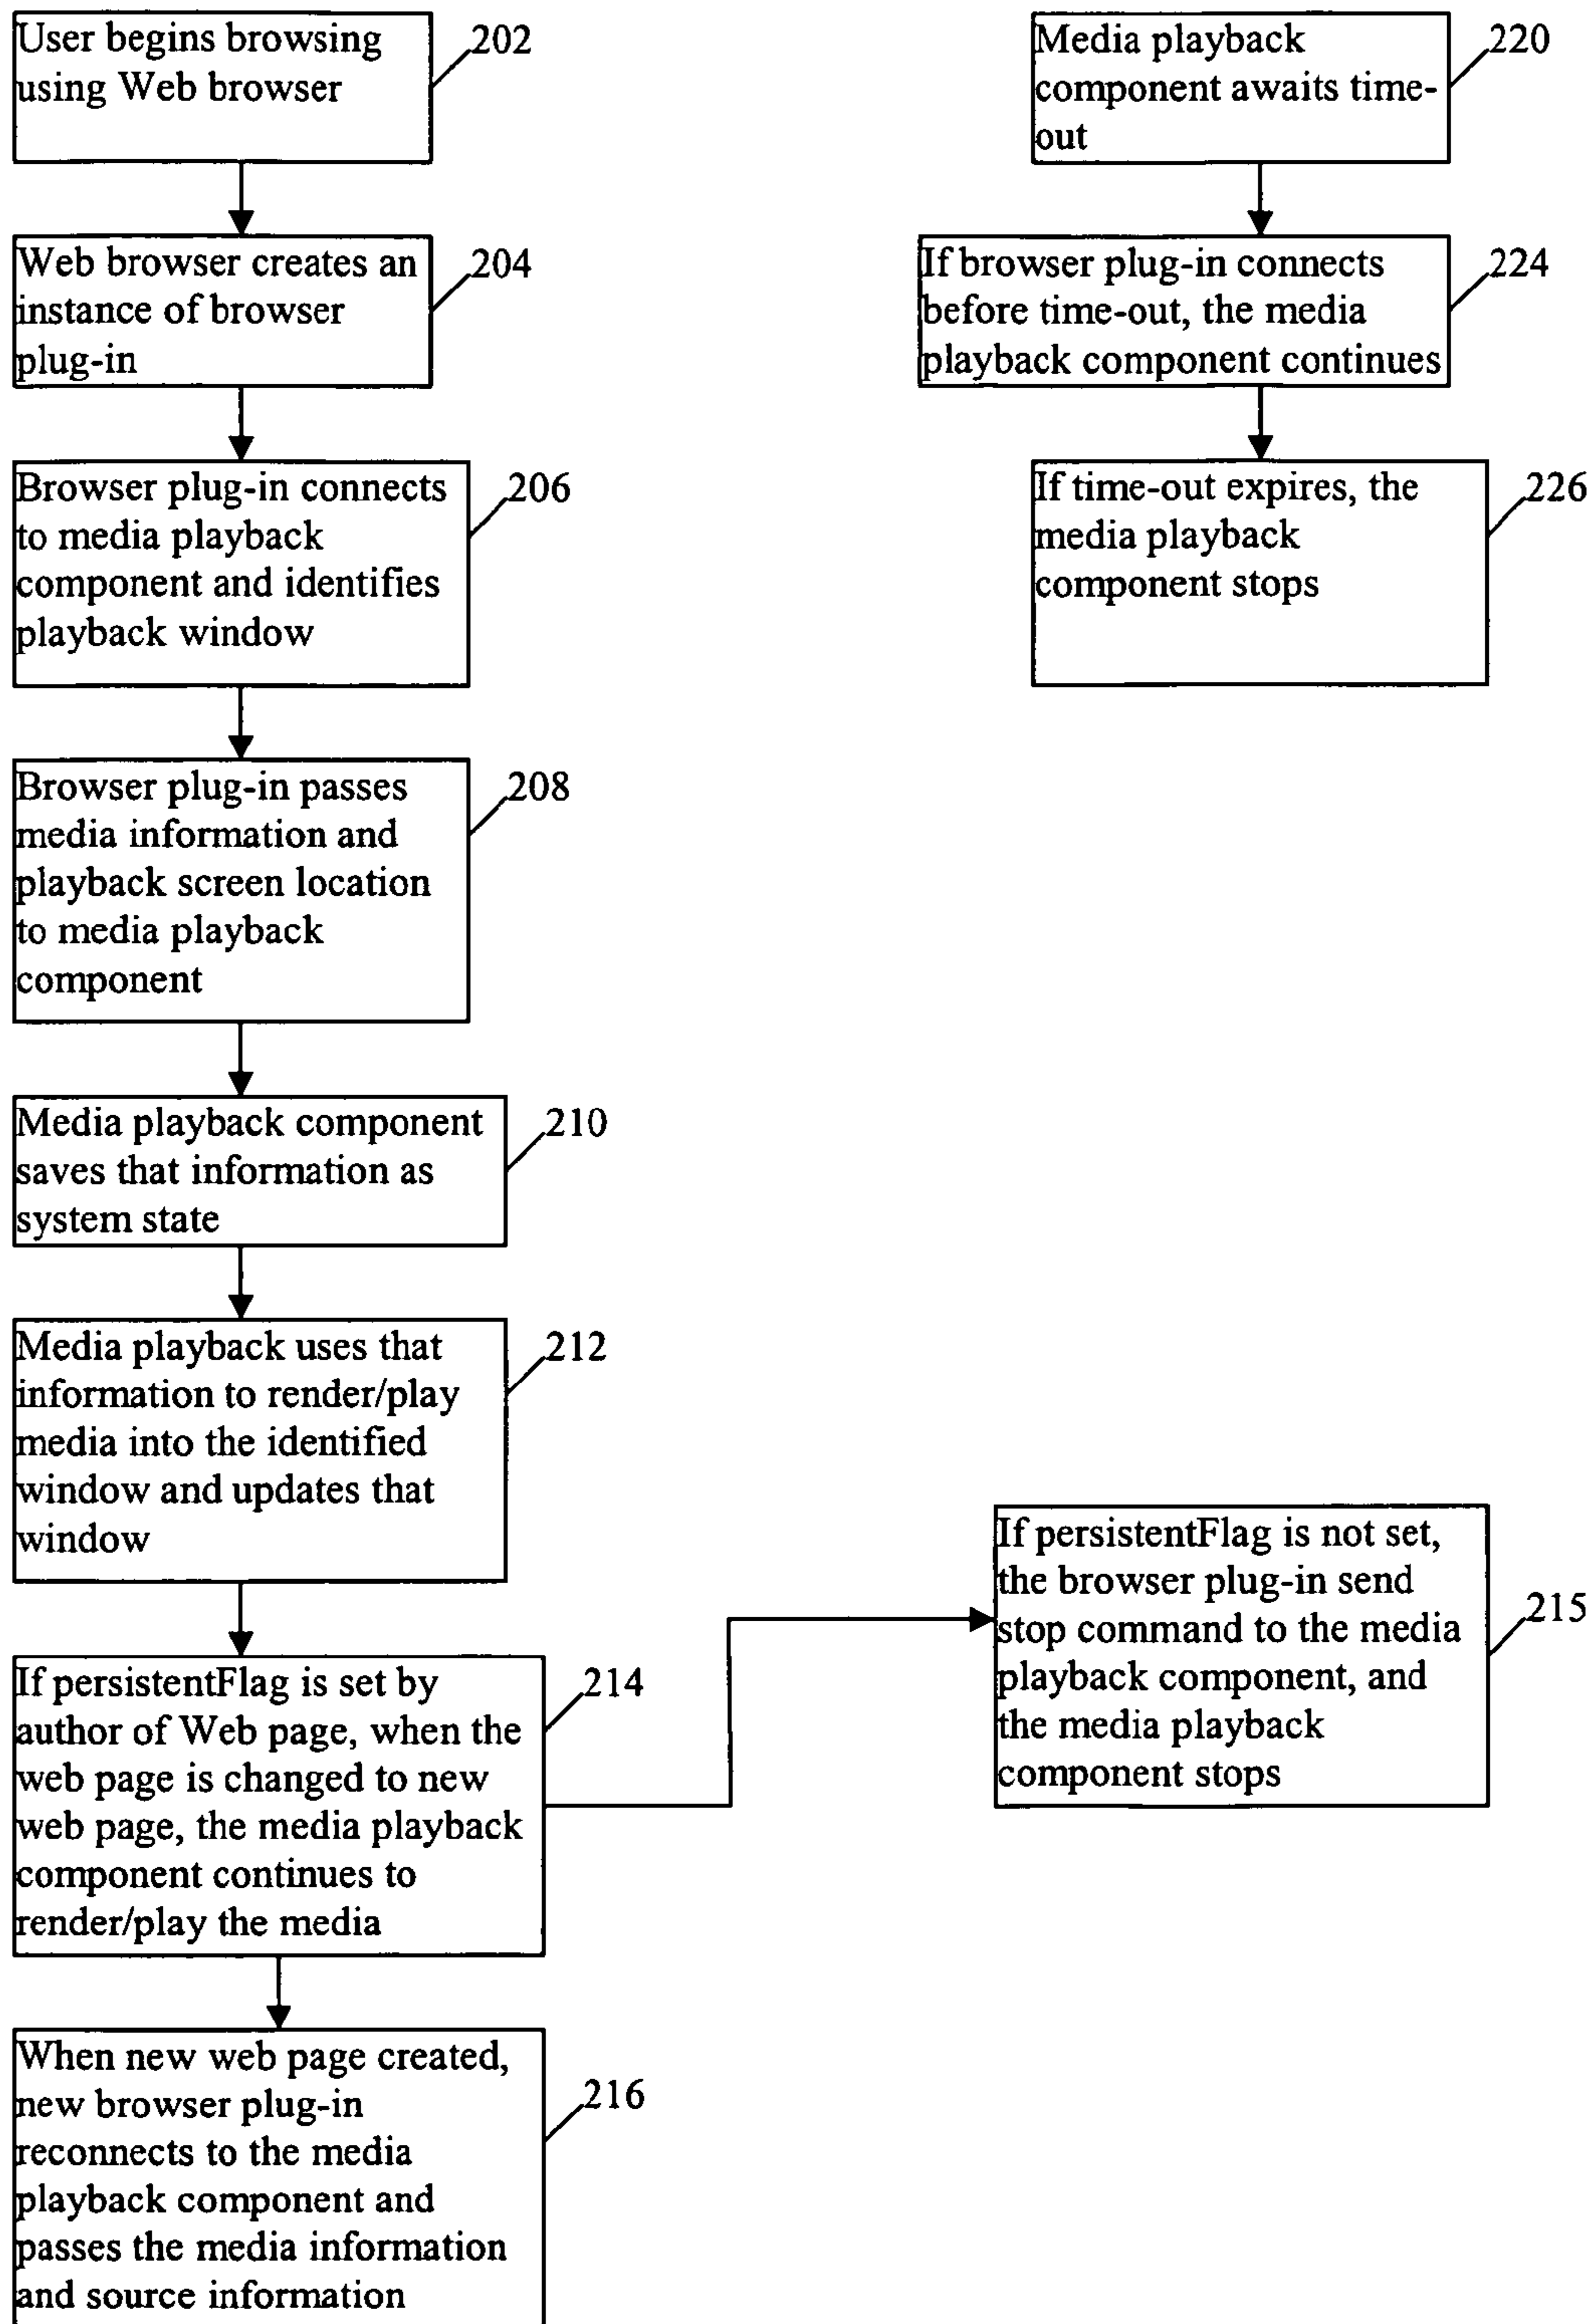 User begins browsing
using Web browser
202
Web browser creates an
instance of browser
plug-in
204
Browser plug-in connects
to media playback
component and identifies
playback window
206
Browser plug-in passes
media information and
playback screen location
to media playback
component
208
Media playback component
saves that information as
system state
210
Media playback uses that
information to render/play
media into the identified
window and updates that
window
212
If persistentFlag is set by
author of Web page, when the
web page is changed to new
web page, the media playback
component continues to
render/play the media
214
If persistentFlag is not set,
the browser plug-in send
stop command to the media
playback component, and
the media playback
component stops
215
When new web page created,
new browser plug-in
reconnects to the media
playback component and
passes the media information
and source information
216
Media playback
component awaits time-
out
220
If browser plug-in connects
before time-out, the media
playback component continues
224
If time-out expires, the
media playback
component stops
226